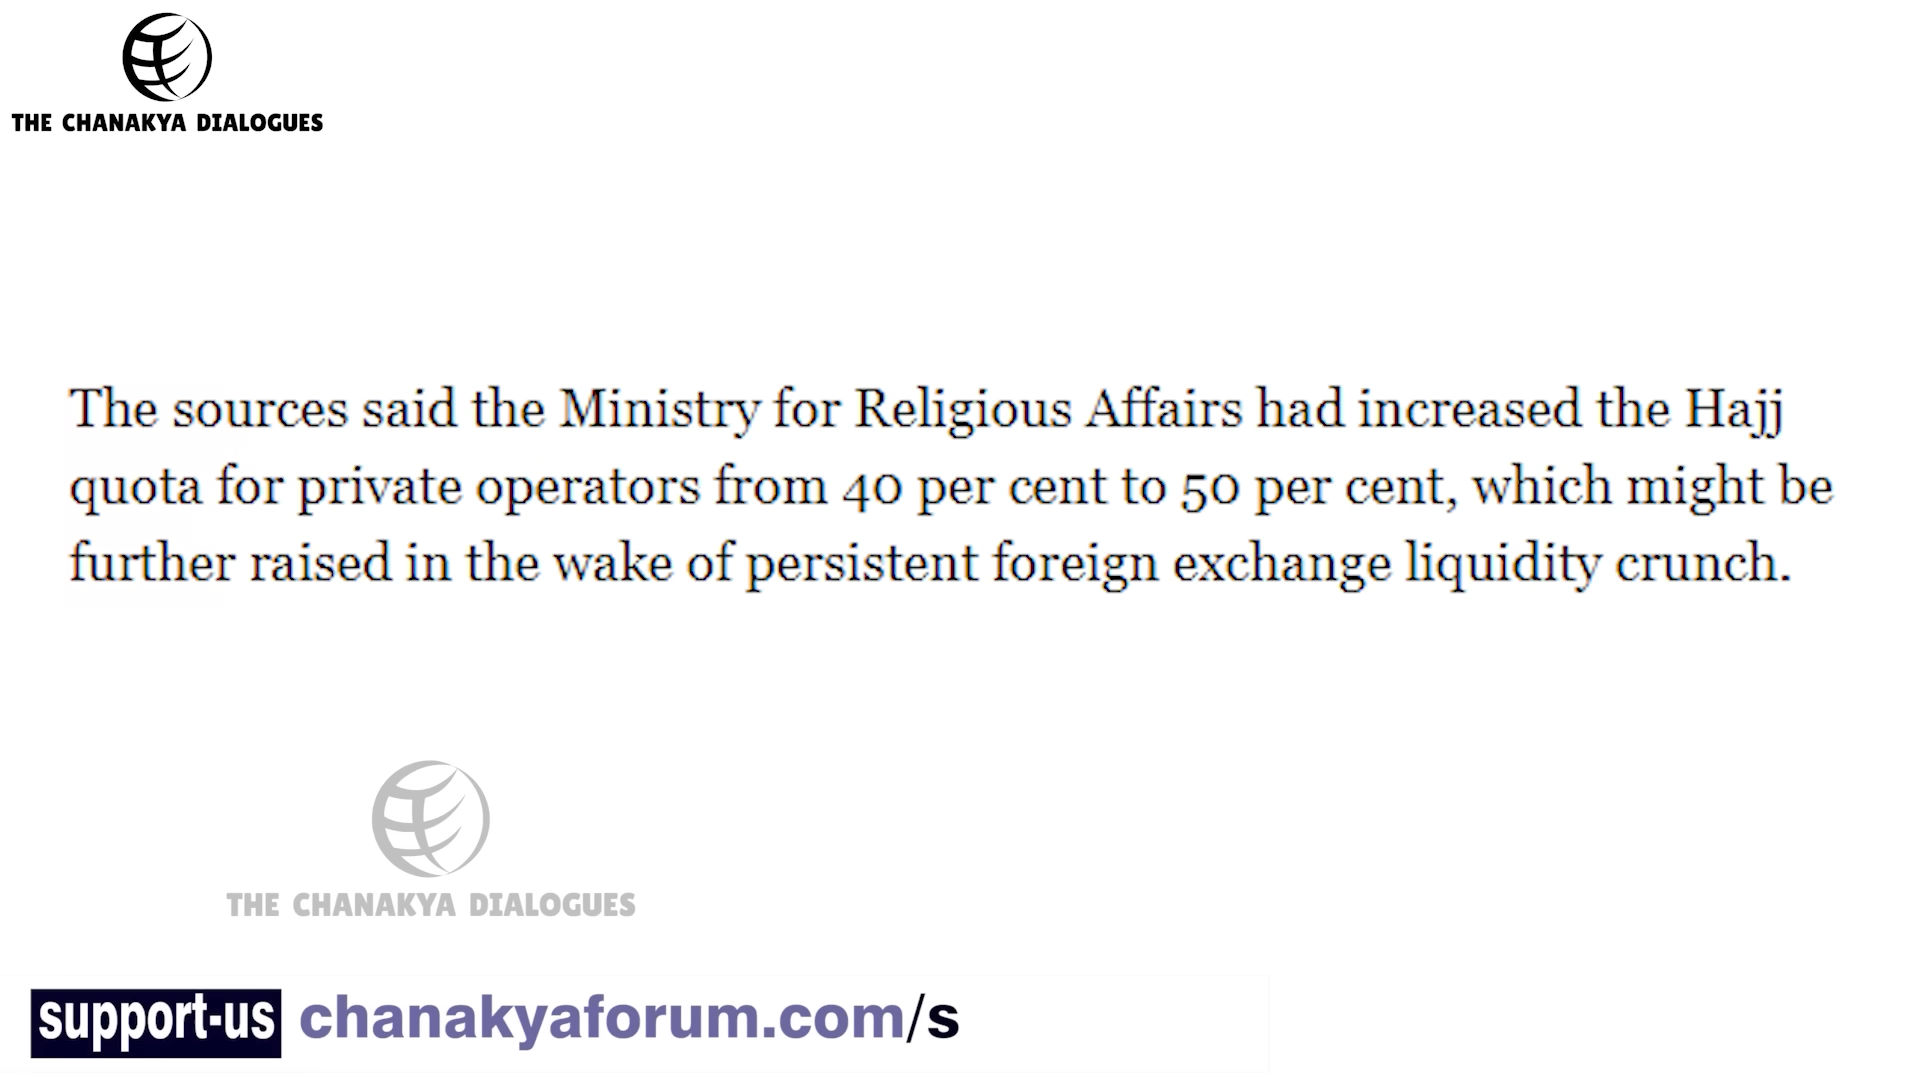 THE CHANAKYA DIALOGUES
The sources said the Ministry for Religious Affairs had increased the Hajj
quota for private operators from 40 per cent to 50 per cent, which might be
further raised in the wake of persistent foreign exchange liquidity crunch.
THE CHANAKYA DIALOGUES
support-us chanakyaforum.com/s